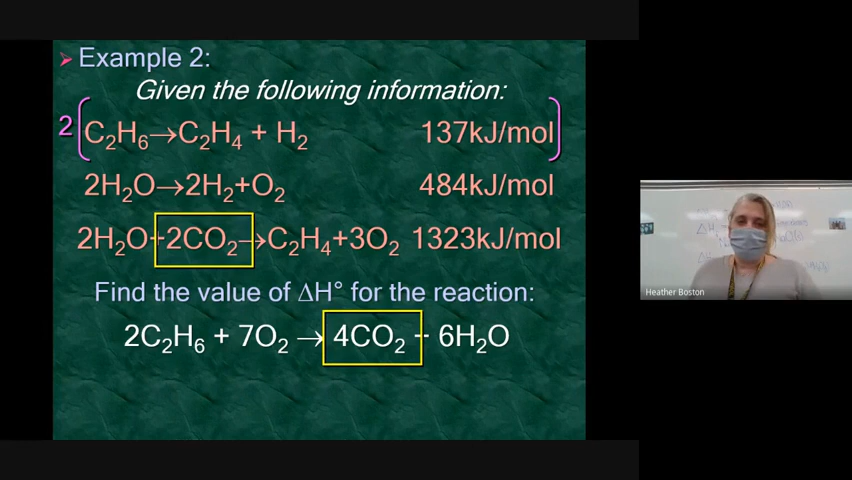 Example 2:
Given the following information:
2 C₂H₆→C₂H₄ + H₂ 137kJ/mol
2H₂O→2H₂+O₂ 484kJ/mol
2H₂O+2CO₂→C₂H₄+3O₂ 1323kJ/mol
Find the value of ΔH° for the reaction:
2C₂H₆ + 7O₂ → 4CO₂ + 6H₂O
Heather Boston